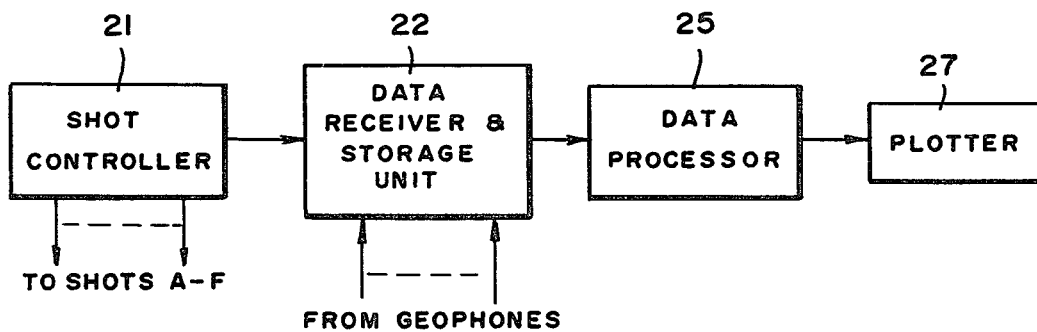 21
22
25
27
SHOT
CONTROLLER
DATA
RECEIVER &
STORAGE
UNIT
DATA
PROCESSOR
PLOTTER
TO SHOTS A-F
FROM GEOPHONES